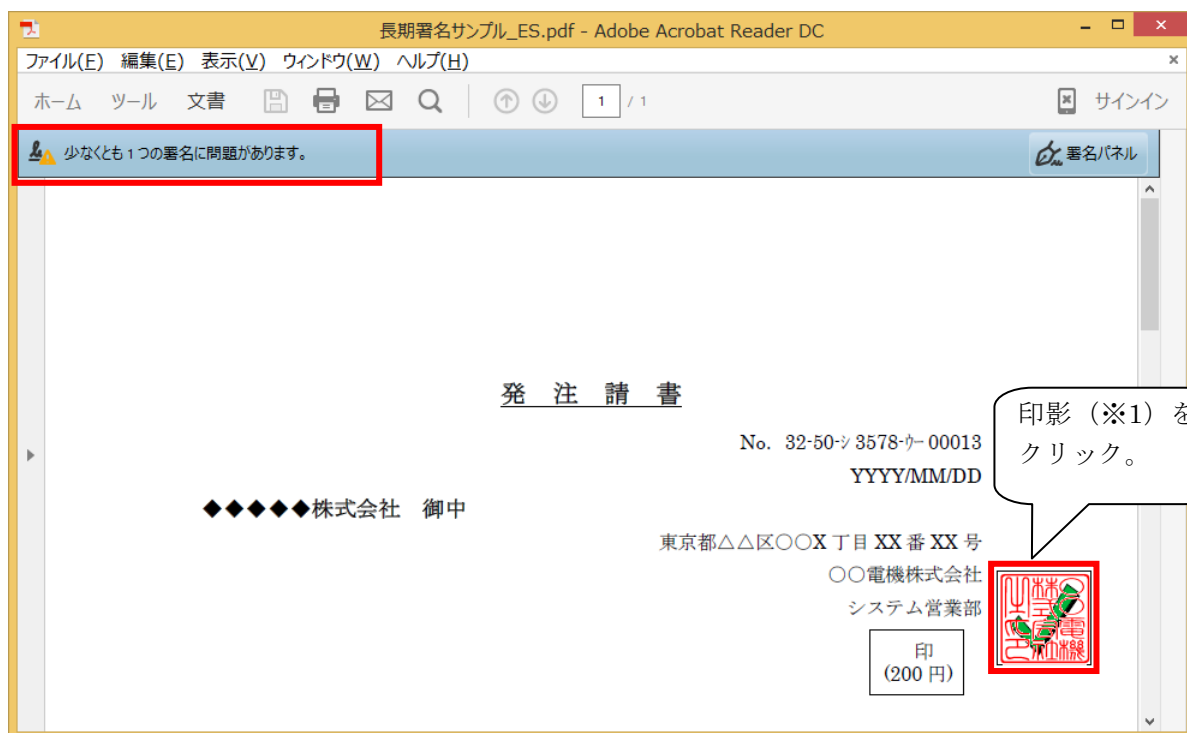 長期署名サンプル_ES.pdf - Adobe Acrobat Reader DC
ファイル(F) 編集(E) 表示(V) ウィンドウ(W) ヘルプ(H)
ホーム ツール 文書 1 / 1 サインイン
少なくとも 1 つの署名に問題があります。 署名パネル
発 注 請 書
No. 32-50-ｼ 3578-ｳｰ 00013
YYYY/MM/DD
◆◆◆◆◆株式会社 御中
東京都△△区○○X 丁目 XX 番 XX 号
○○電機株式会社
システム営業部
印
(200 円)
印影（※1）を
クリック。